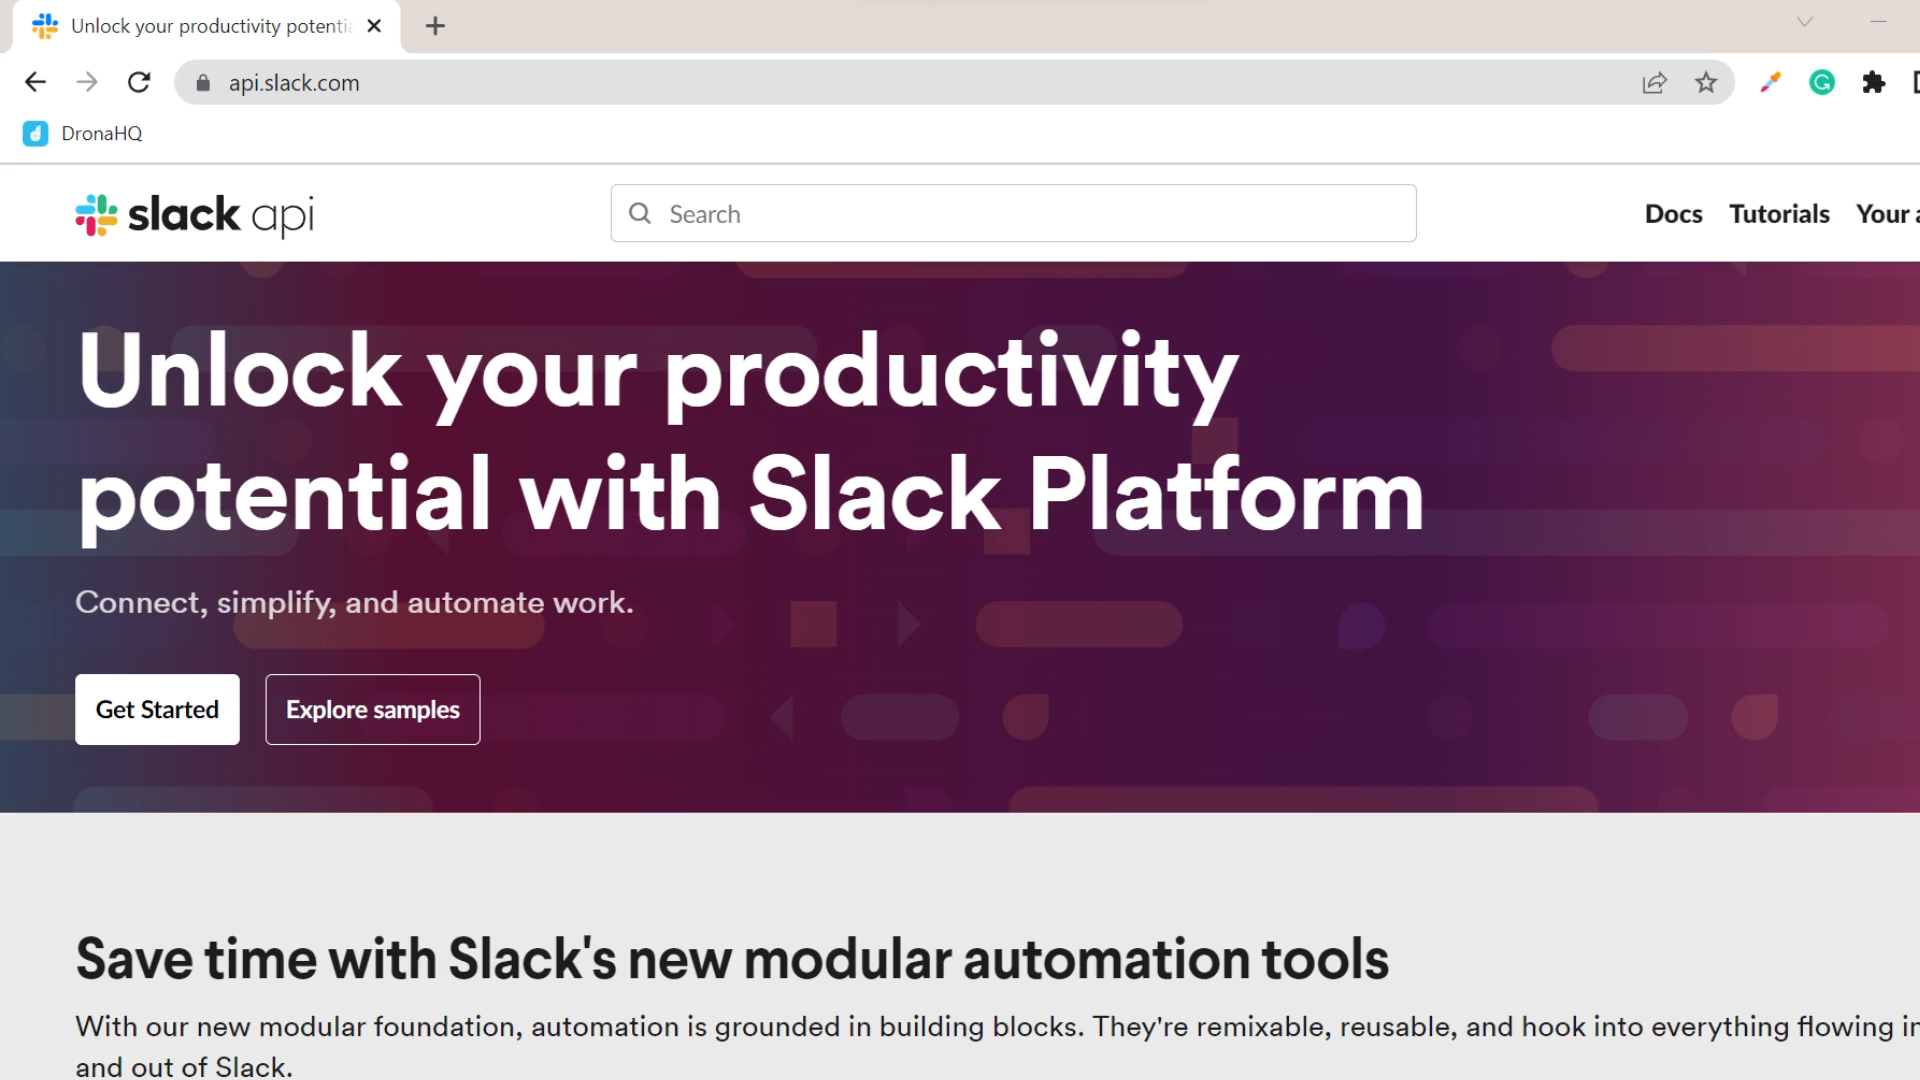 Unlock your productivity potenti
api.slack.com
DronaHQ
slack api
Search
Docs Tutorials Your
Unlock your productivity
potential with Slack Platform
Connect, simplify, and automate work.
Get Started
Explore samples
Save time with Slack's new modular automation tools
With our new modular foundation, automation is grounded in building blocks. They're remixable, reusable, and hook into everything flowing in
and out of Slack.